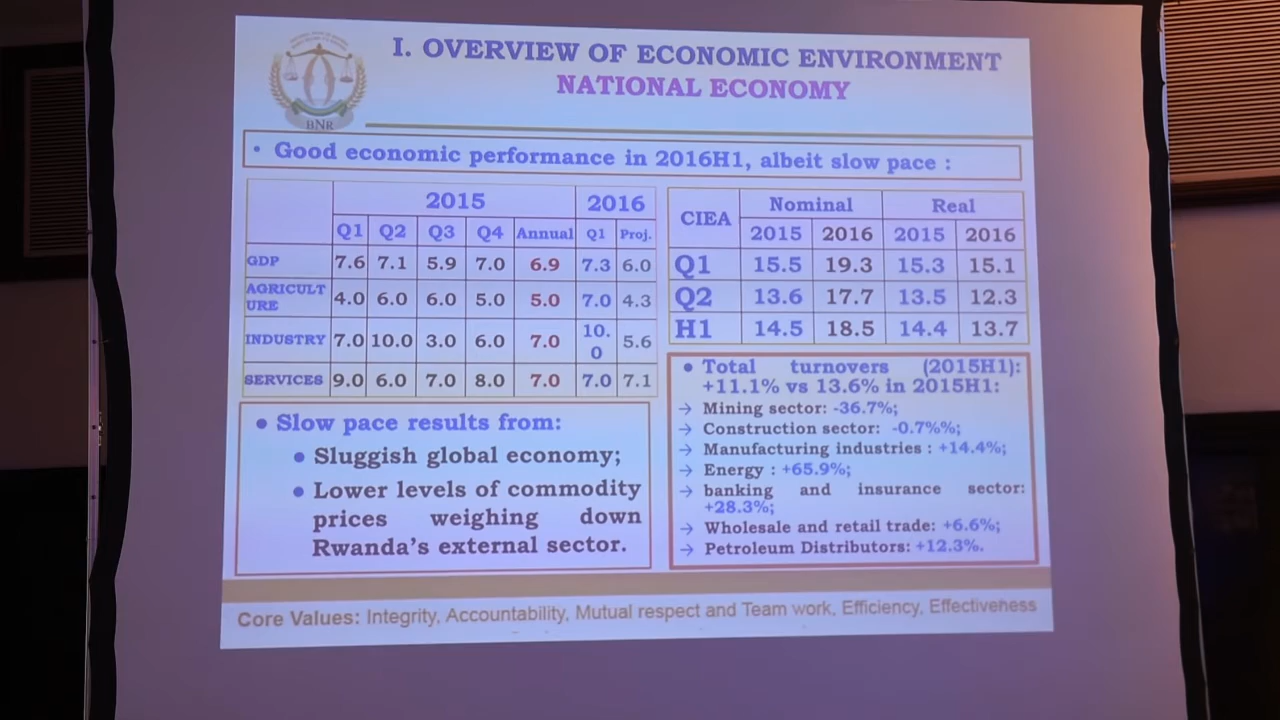 I. OVERVIEW OF ECONOMIC ENVIRONMENT
NATIONAL ECONOMY
BNR
• Good economic performance in 2016H1, albeit slow pace :
2015 2016
Q1 Q2 Q3 Q4 Annual Q1 Proj.
GDP 7.6 7.1 5.9 7.0 6.9 7.3 6.0
AGRICULT
URE 4.0 6.0 6.0 5.0 5.0 7.0 4.3
INDUSTRY 7.0 10.0 3.0 6.0 7.0 10.
0 5.6
SERVICES 9.0 6.0 7.0 8.0 7.0 7.0 7.1
CIEA Nominal Real
2015 2016 2015 2016
Q1 15.5 19.3 15.3 15.1
Q2 13.6 17.7 13.5 12.3
H1 14.5 18.5 14.4 13.7
• Slow pace results from:
• Sluggish global economy;
• Lower levels of commodity
prices weighing down
Rwanda's external sector.
• Total turnovers (2015H1):
+11.1% vs 13.6% in 2015H1:
→ Mining sector: -36.7%;
→ Construction sector: -0.7%%;
→ Manufacturing industries : +14.4%;
→ Energy : +65.9%;
→ banking and insurance sector:
+28.3%;
→ Wholesale and retail trade: +6.6%;
→ Petroleum Distributors: +12.3%.
Core Values: Integrity, Accountability, Mutual respect and Team work, Efficiency, Effectiveness